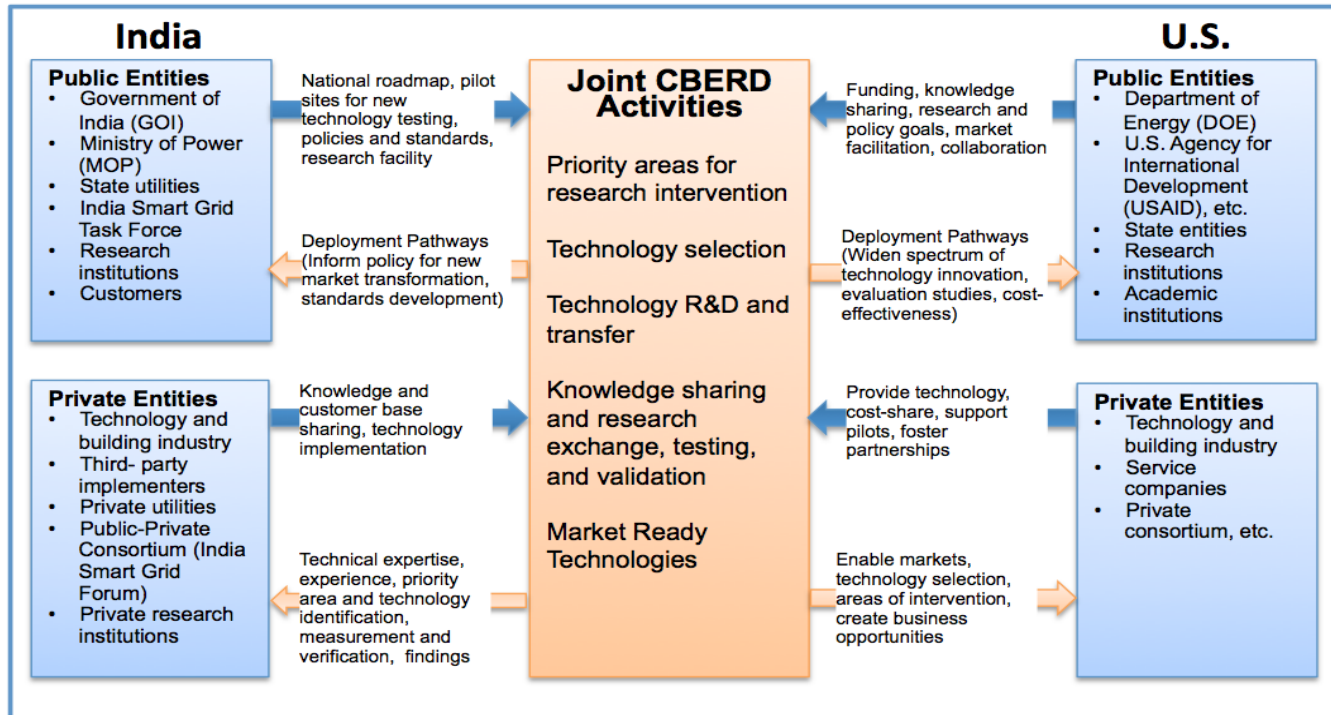 India
Public Entities
• Government of
India (GOI)
• Ministry of Power
(MOP)
• State utilities
• India Smart Grid
Task Force
• Research
institutions
• Customers
National roadmap, pilot
sites for new
technology testing,
policies and standards,
research facility
Deployment Pathways
(Inform policy for new
market transformation,
standards development)
Private Entities
• Technology and
building industry
• Third- party
implementers
• Private utilities
• Public-Private
Consortium (India
Smart Grid
Forum)
• Private research
institutions
Knowledge and
customer base
sharing, technology
implementation
Technical expertise,
experience, priority
area and technology
identification,
measurement and
verification, findings
Joint CBERD
Activities
Priority areas for
research intervention
Technology selection
Technology R&D and
transfer
Knowledge sharing
and research
exchange, testing,
and validation
Market Ready
Technologies
U.S.
Funding, knowledge
sharing, research and
policy goals, market
facilitation, collaboration
Deployment Pathways
(Widen spectrum of
technology innovation,
evaluation studies, cost-
effectiveness)
Public Entities
• Department of
Energy (DOE)
• U.S. Agency for
International
Development
(USAID), etc.
• State entities
• Research
institutions
• Academic
institutions
Provide technology,
cost-share, support
pilots, foster
partnerships
Enable markets,
technology selection,
areas of intervention,
create business
opportunities
Private Entities
• Technology and
building industry
• Service
companies
• Private
consortium, etc.